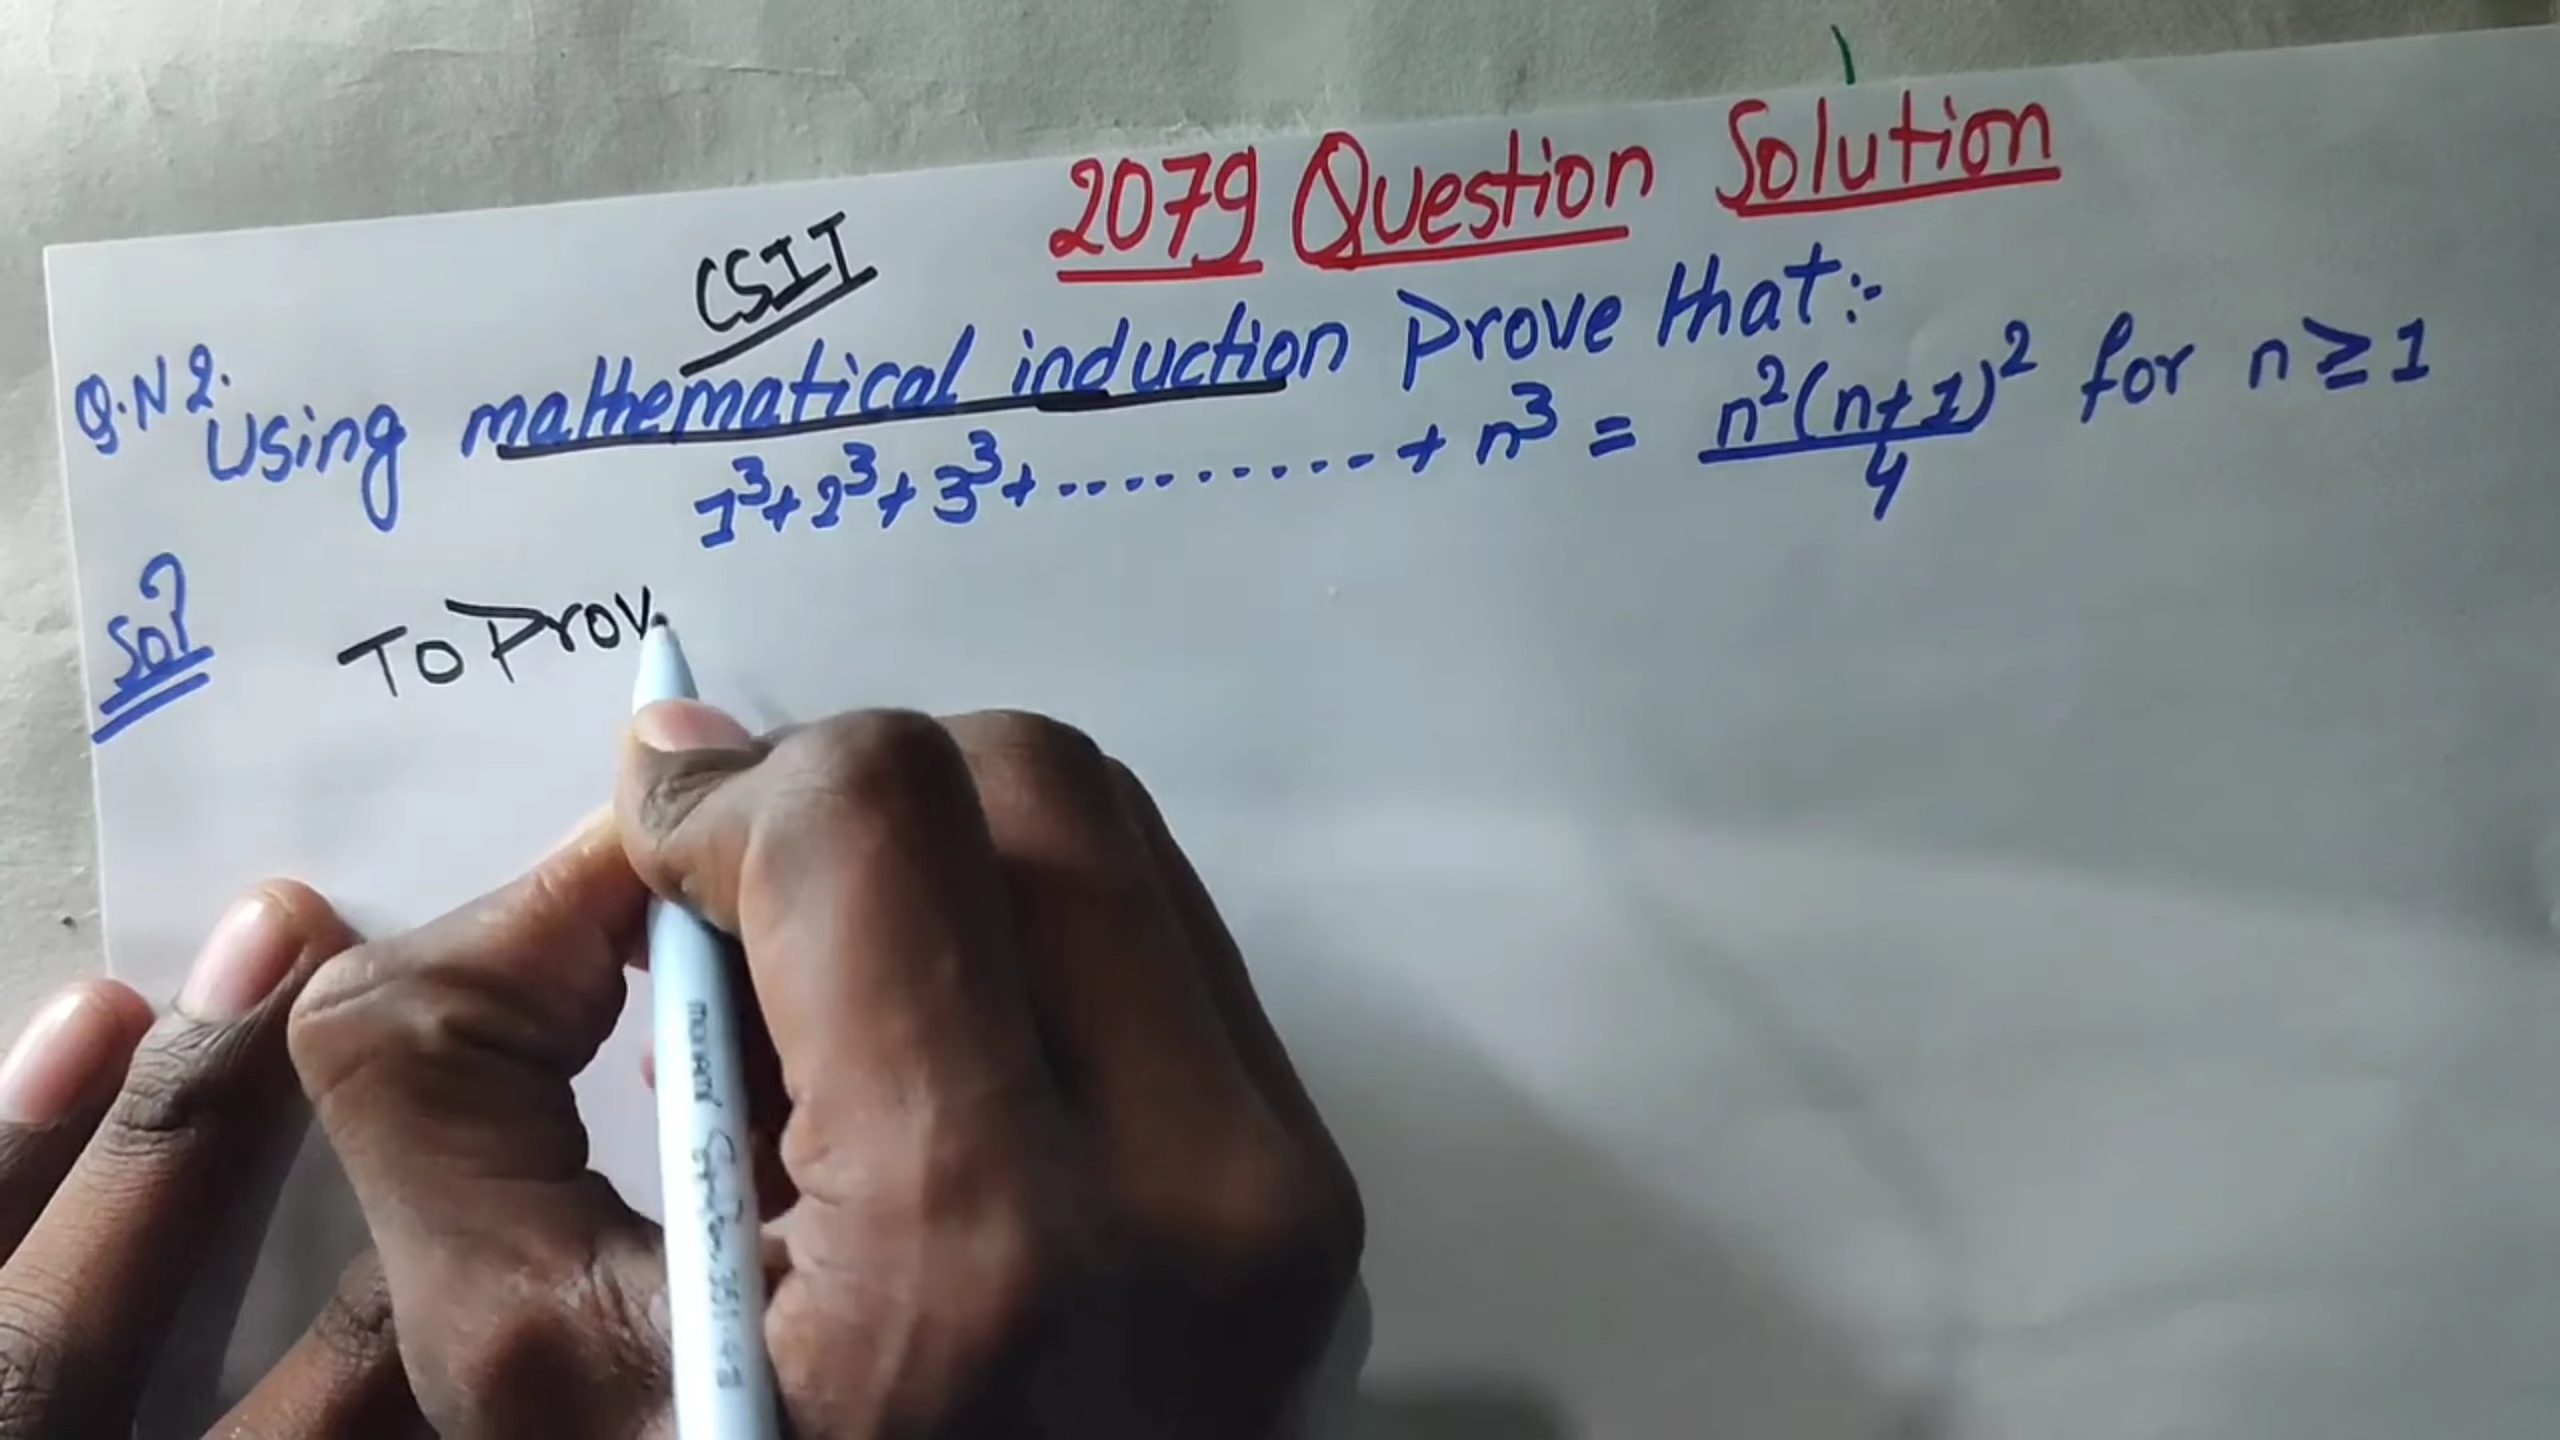 2079 Question Solution
CSIT
Q.N 2. Using mathematical induction Prove that:-
1³+2³+3³+..........+ n³ = n²(n+1)²/4 for n ≥ 1
Sol
To Prov